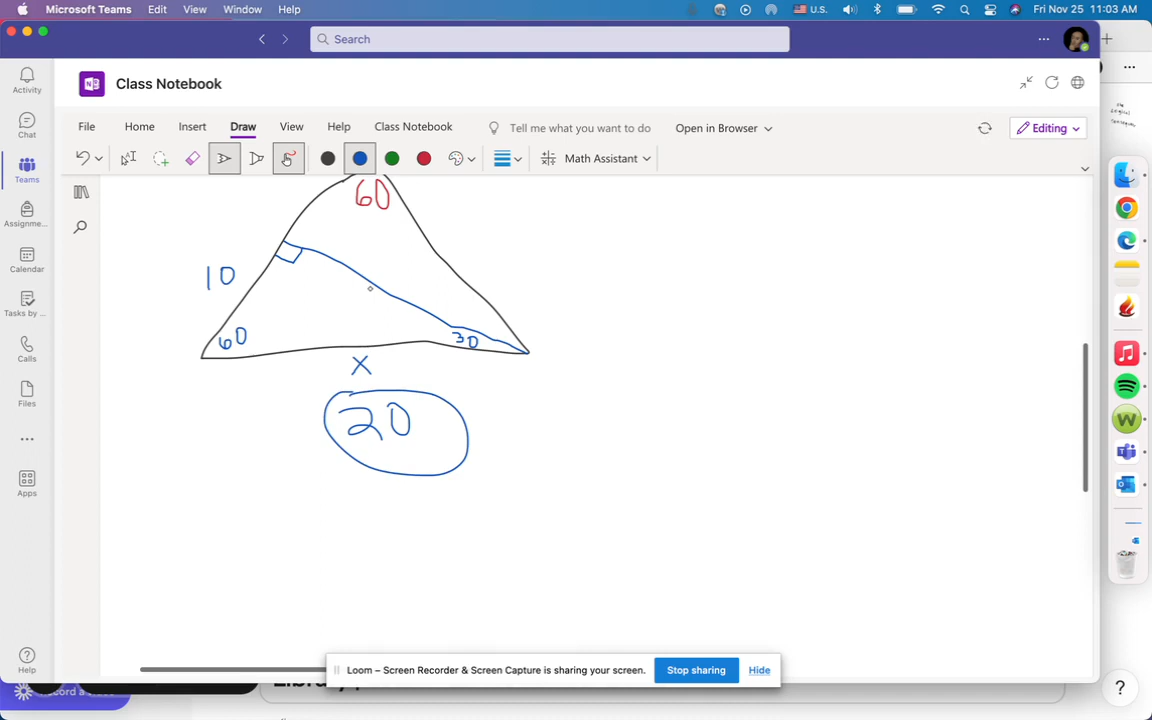 Microsoft Teams Edit View Window Help U.S. Fri Nov 25 11:03 AM
Search
Class Notebook
File Home Insert Draw View Help Class Notebook Tell me what you want to do Open in Browser Editing
Math Assistant
Activity
Chat
Teams
Assignme...
Calendar
Tasks by ...
Calls
Files
Apps
Help
60
10
60
30
x
20
Loom – Screen Recorder & Screen Capture is sharing your screen. Stop sharing Hide